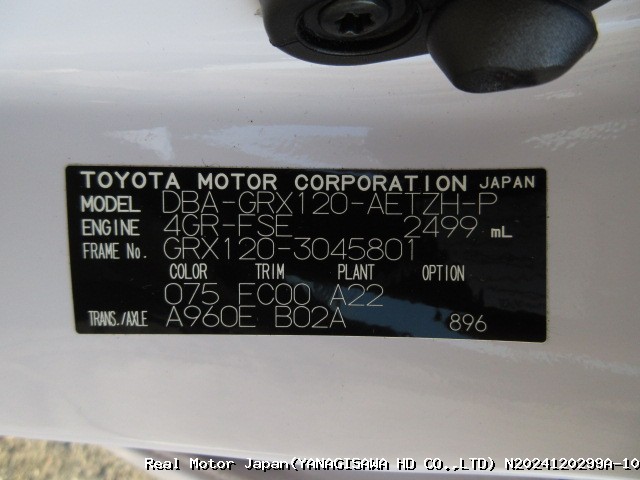 TOYOTA MOTOR CORPORATION JAPAN
MODEL DBA-GRX120-AETZH-P
ENGINE 4GR-FSE 2499 mL
FRAME No. GRX120-3045801
COLOR TRIM PLANT OPTION
075 FC00 A22
TRANS./AXLE A960E B02A 896
Real Motor Japan(YANAGISAWA HD CO.,LTD) N2024120299A-10